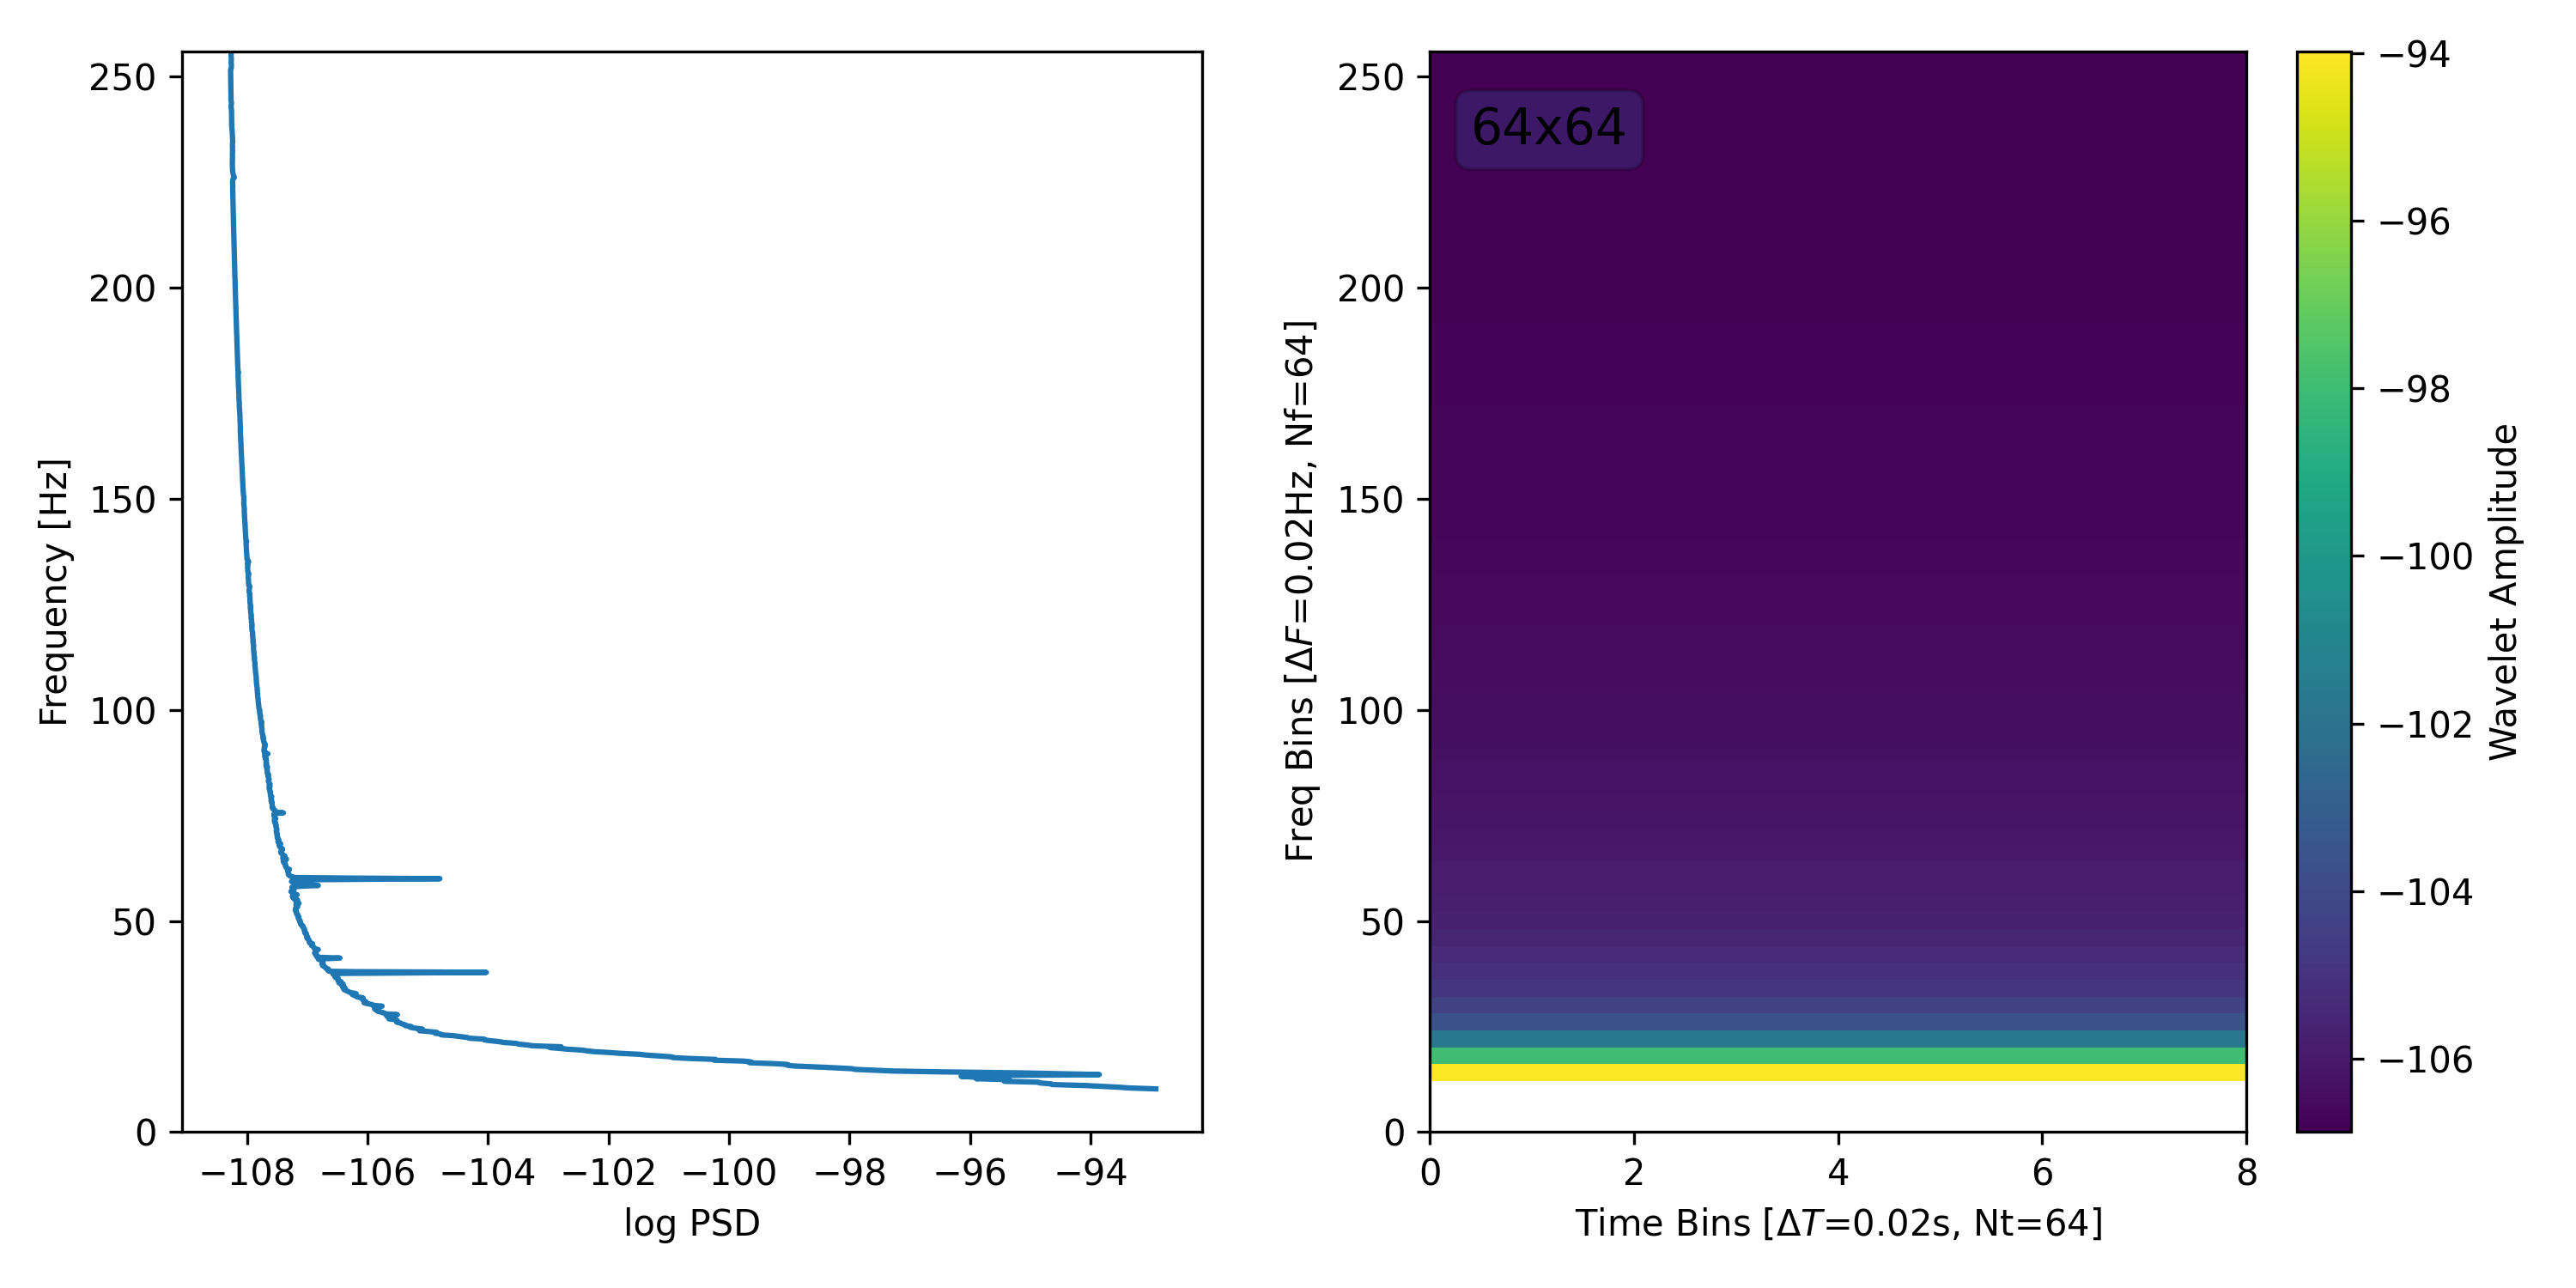 250
200
150
100
50
0
Frequency [Hz]
−108 −106 −104 −102 −100 −98 −96 −94
log PSD
64x64
250
200
150
100
50
0
Freq Bins [ΔF=0.02Hz, Nf=64]
0 2 4 6 8
Time Bins [ΔT=0.02s, Nt=64]
−94
−96
−98
−100
−102
−104
−106
Wavelet Amplitude